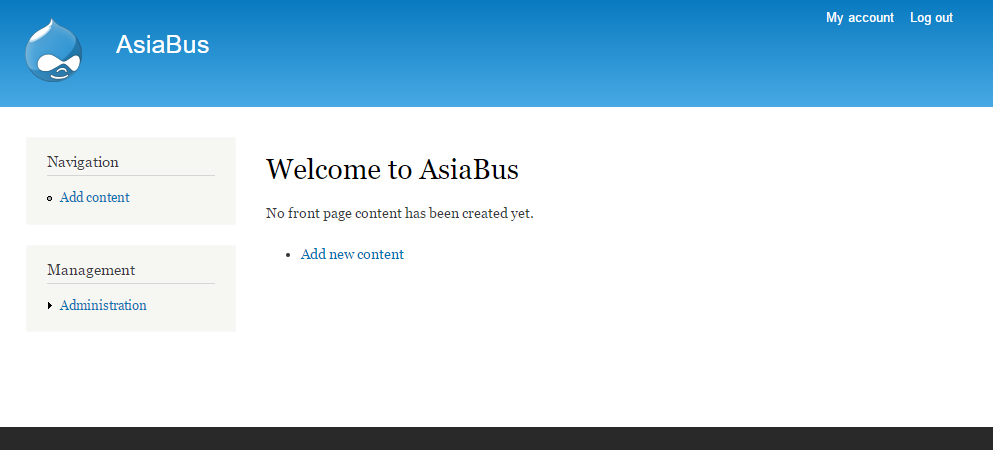 My account Log out
AsiaBus
Navigation
Add content
Management
Administration
Welcome to AsiaBus
No front page content has been created yet.
Add new content